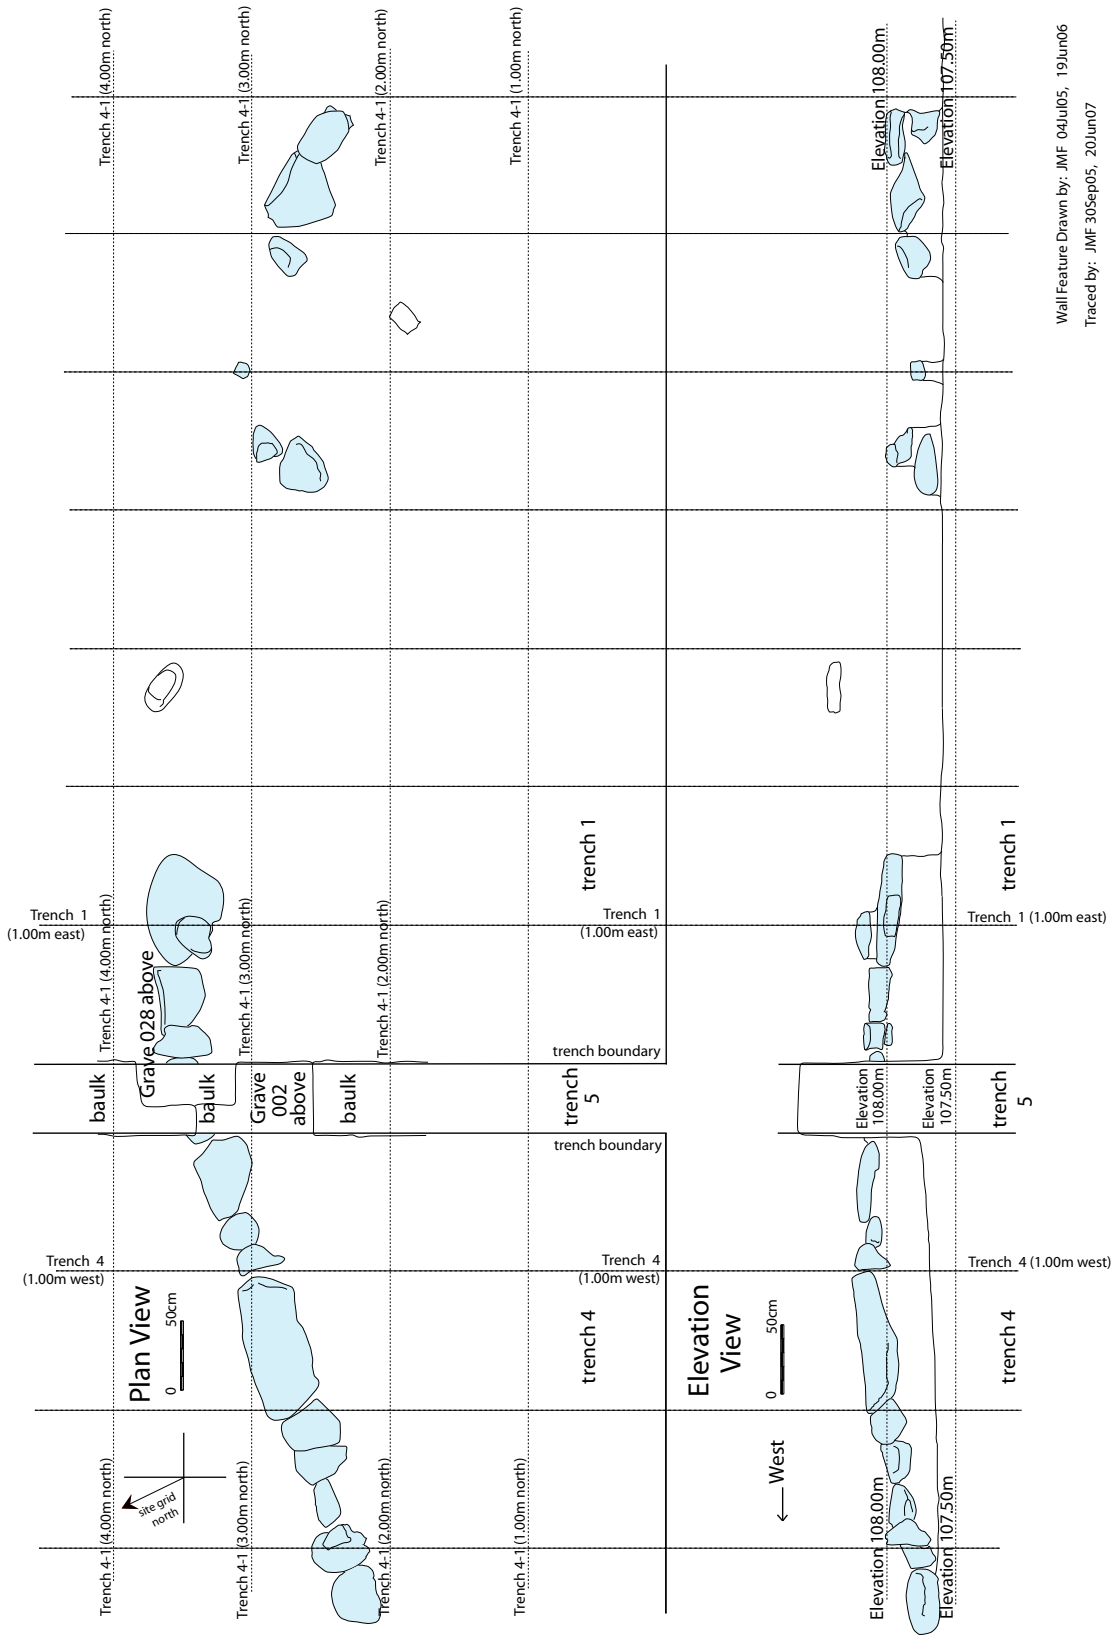 Trench 4-1 (4.00m north)
Trench 4-1 (3.00m north)
Trench 4-1 (2.00m north)
Trench 4-1 (1.00m north)
Elevation 108.00m
Elevation 107.50m
Wall Feature Drawn by: JMF 04Jul05, 19Jun06
Traced by: JMF 30Sep05, 20Jun07
trench 1
trench 1
Trench 1
(1.00m east)
Trench 1
(1.00m east)
Trench 1 (1.00m east)
Trench 4-1 (4.00m north)
Grave 028 above
Trench 4-1 (3.00m north)
Trench 4-1 (2.00m north)
trench boundary
baulk
baulk
Grave
002
above
baulk
trench
5
Elevation
108.00m
Elevation
107.50m
trench
5
trench boundary
Trench 4
(1.00m west)
Trench 4
(1.00m west)
Trench 4 (1.00m west)
Plan View
0 50cm
trench 4
Elevation
View
0 50cm
trench 4
site grid
north
West
Trench 4-1 (4.00m north)
Trench 4-1 (3.00m north)
Trench 4-1 (2.00m north)
Trench 4-1 (1.00m north)
Elevation 108.00m
Elevation 107.50m